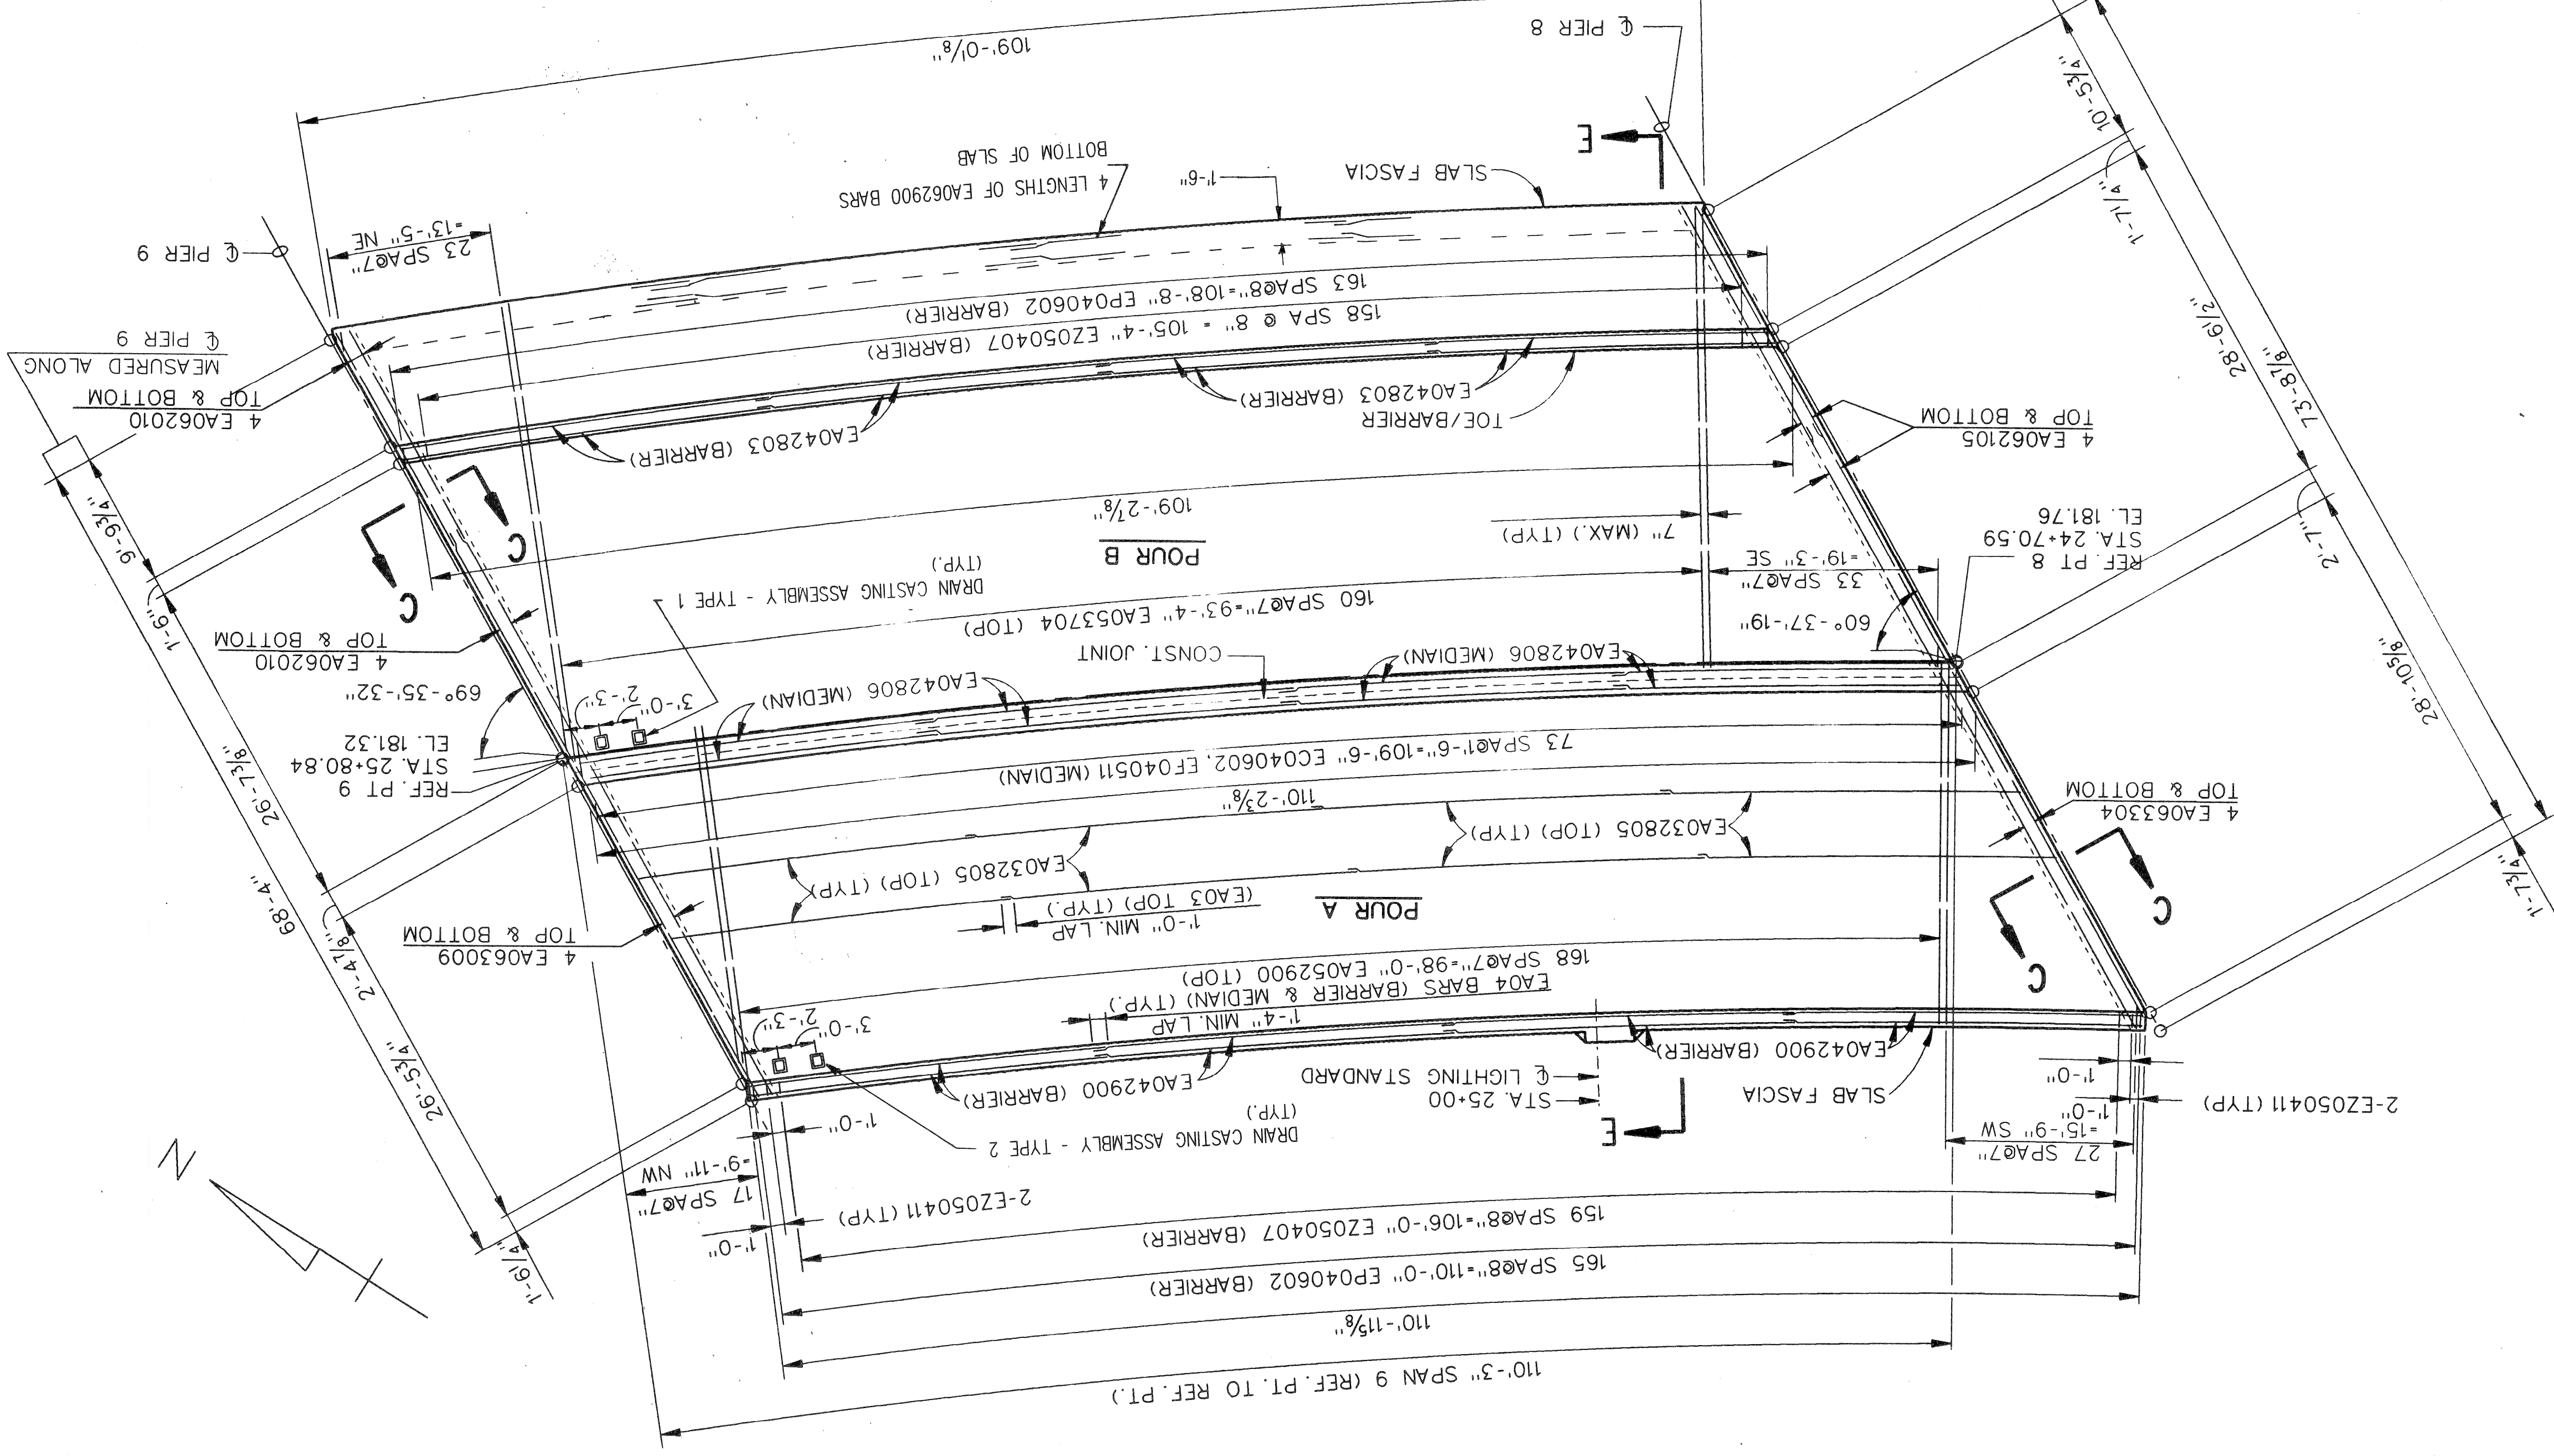 110'-3" SPAN 9 (REF. PT. TO REF. PT.)
110'-11⅝"
165 SPA@8"=110'-0" EP040602 (BARRIER)
159 SPA@8"=106'-0" EZ050407 (BARRIER)
2-EZ050411 (TYP)
27 SPA@7"
=15'-9" SW
1'-0"
1'-0"
2-EZ050411 (TYP)
1'-0"
1'-0"
17 SPA@7"
=9'-11" NW
1'-6¼"
N
SLAB FASCIA
STA. 25+00
℄ LIGHTING STANDARD
E
DRAIN CASTING ASSEMBLY - TYPE 2
(TYP.)
EA042900 (BARRIER)
EA042900 (BARRIER)
1'-4" MIN. LAP
EA04 BARS (BARRIER & MEDIAN) (TYP.)
3'-0"
2'-3"
168 SPA@7"=98'-0" EA052900 (TOP)
C
C
POUR A
1'-0" MIN. LAP
(EA03 TOP) (TYP.)
4 EA063009
TOP & BOTTOM
26'-5¾"
2'-4⅞"
68'-4"
1'-7¾"
4 EA063304
TOP & BOTTOM
EA032805 (TOP) (TYP)
EA032805 (TOP) (TYP)
110'-2⅜"
73 SPA@1'-6"=109'-6" EC040602, EF040511 (MEDIAN)
REF. PT 9
STA. 25+80.84
EL. 181.32
26'-7⅜"
28'-10⅝"
EA042806 (MEDIAN)
CONST. JOINT
EA042806 (MEDIAN)
3'-0"
2'-3"
69°-35'-32"
4 EA062010
TOP & BOTTOM
60°-37'-19"
160 SPA@7"=93'-4" EA053704 (TOP)
DRAIN CASTING ASSEMBLY - TYPE 1
(TYP.)
33 SPA@7"
=19'-3" SE
REF. PT 8
STA. 24+70.59
EL. 181.76
2'-7"
1'-6"
POUR B
7" (MAX.) (TYP)
109'-2⅞"
C
C
9'-9¾"
4 EA062105
TOP & BOTTOM
TOE/BARRIER
EA042803 (BARRIER)
EA042803 (BARRIER)
4 EA062010
TOP & BOTTOM
MEASURED ALONG
℄ PIER 9
73'-8⅞"
28'-6½"
158 SPA @ 8" = 105'-4" EZ050407 (BARRIER)
163 SPA@8"=108'-8" EP040602 (BARRIER)
23 SPA@7"
=13'-5" NE
℄ PIER 9
1'-7¼"
10'-5¾"
SLAB FASCIA
1'-6"
4 LENGTHS OF EA062900 BARS
BOTTOM OF SLAB
E
℄ PIER 8
109'-0⅛"